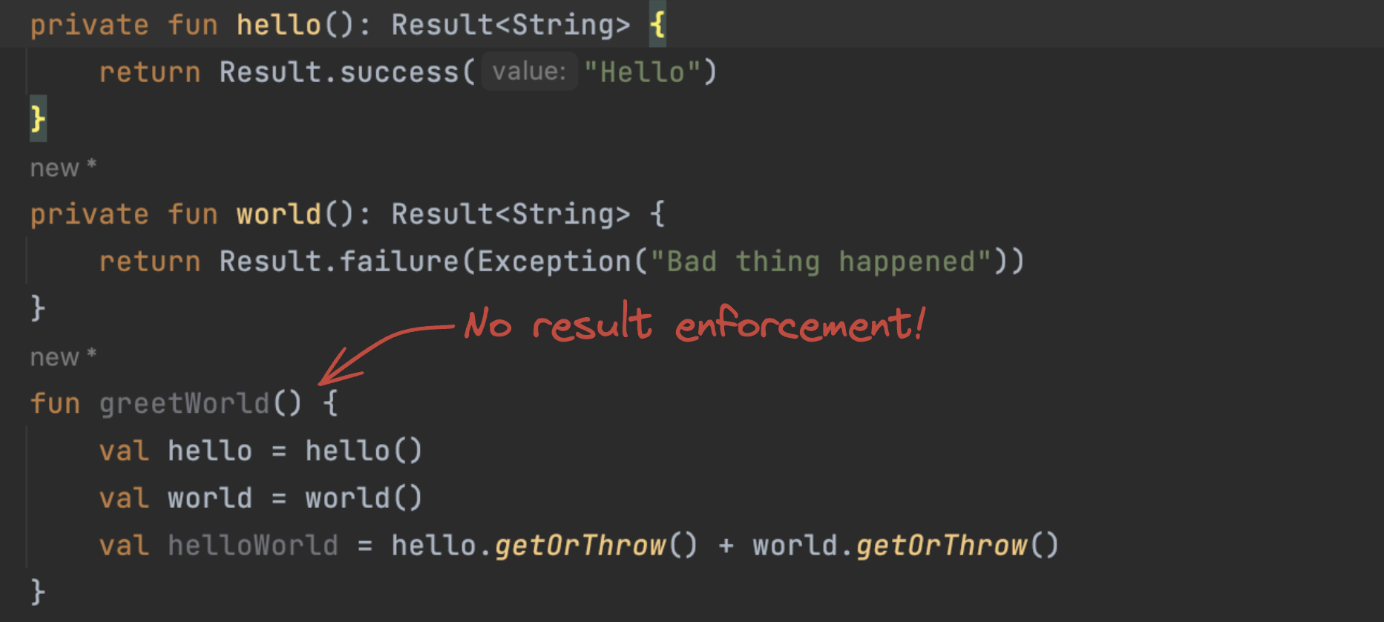 private fun hello(): Result<String> {
    return Result.success( value: "Hello")
}
new *
private fun world(): Result<String> {
    return Result.failure(Exception("Bad thing happened"))
}
No result enforcement!
new *
fun greetWorld() {
    val hello = hello()
    val world = world()
    val helloWorld = hello.getOrThrow() + world.getOrThrow()
}